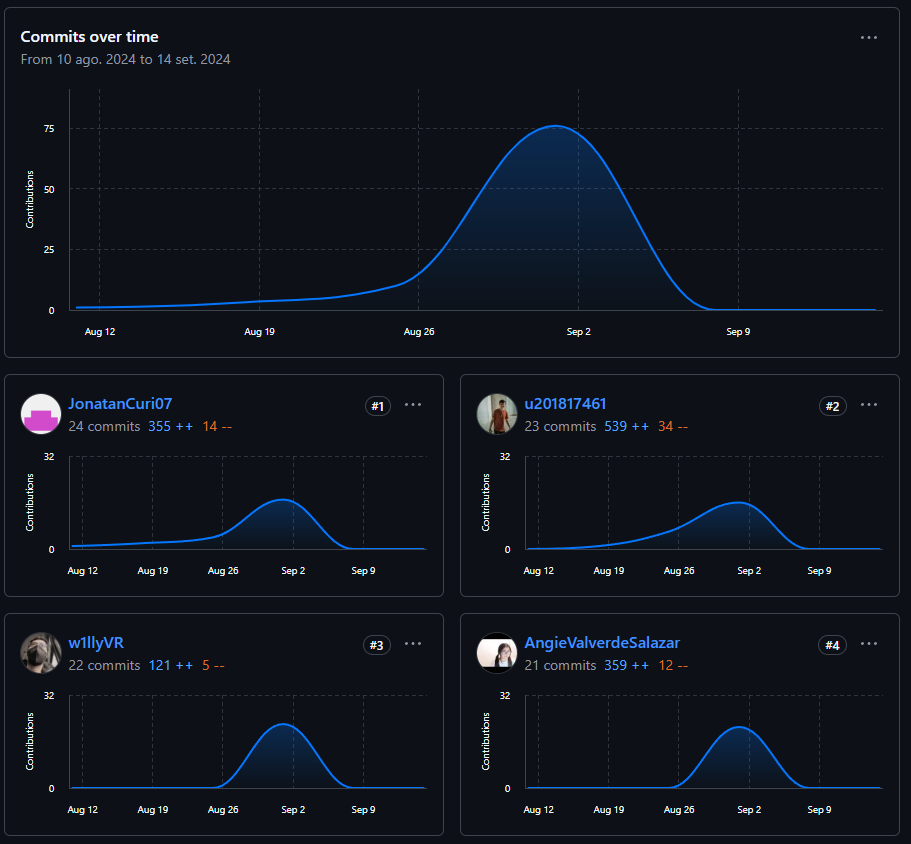 Commits over time
From 10 ago. 2024 to 14 set. 2024
Contributions
75
50
25
0
Aug 12 Aug 19 Aug 26 Sep 2 Sep 9
JonatanCuri07 #1
24 commits 355 ++ 14 --
Contributions
32
0
Aug 12 Aug 19 Aug 26 Sep 2 Sep 9
u201817461 #2
23 commits 539 ++ 34 --
Contributions
32
0
Aug 12 Aug 19 Aug 26 Sep 2 Sep 9
w1llyVR #3
22 commits 121 ++ 5 --
Contributions
32
0
Aug 12 Aug 19 Aug 26 Sep 2 Sep 9
AngieValverdeSalazar #4
21 commits 359 ++ 12 --
Contributions
32
0
Aug 12 Aug 19 Aug 26 Sep 2 Sep 9